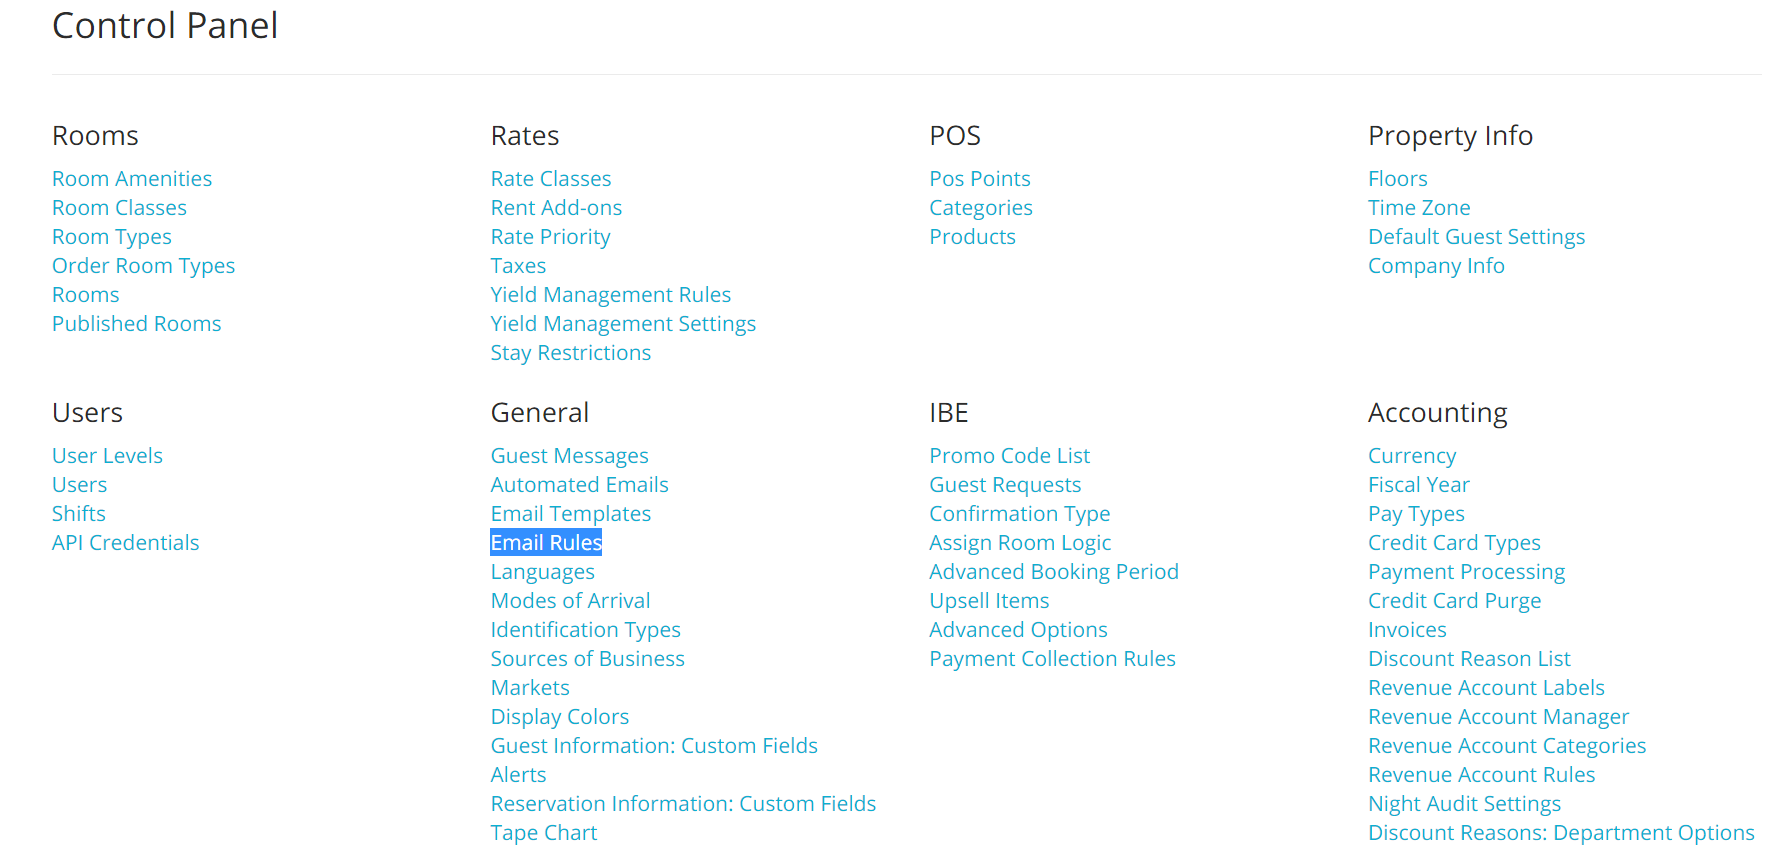 Control Panel
Rooms
Room Amenities
Room Classes
Room Types
Order Room Types
Rooms
Published Rooms
Rates
Rate Classes
Rent Add-ons
Rate Priority
Taxes
Yield Management Rules
Yield Management Settings
Stay Restrictions
POS
Pos Points
Categories
Products
Property Info
Floors
Time Zone
Default Guest Settings
Company Info
Users
User Levels
Users
Shifts
API Credentials
General
Guest Messages
Automated Emails
Email Templates
Email Rules
Languages
Modes of Arrival
Identification Types
Sources of Business
Markets
Display Colors
Guest Information: Custom Fields
Alerts
Reservation Information: Custom Fields
Tape Chart
IBE
Promo Code List
Guest Requests
Confirmation Type
Assign Room Logic
Advanced Booking Period
Upsell Items
Advanced Options
Payment Collection Rules
Accounting
Currency
Fiscal Year
Pay Types
Credit Card Types
Payment Processing
Credit Card Purge
Invoices
Discount Reason List
Revenue Account Labels
Revenue Account Manager
Revenue Account Categories
Revenue Account Rules
Night Audit Settings
Discount Reasons: Department Options